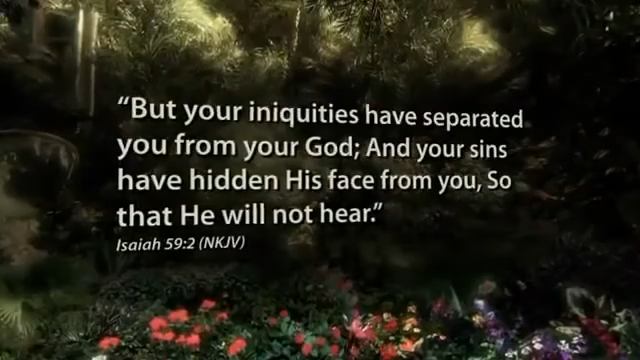 “But your iniquities have separated
you from your God; And your sins
have hidden His face from you, So
that He will not hear.”
Isaiah 59:2 (NKJV)